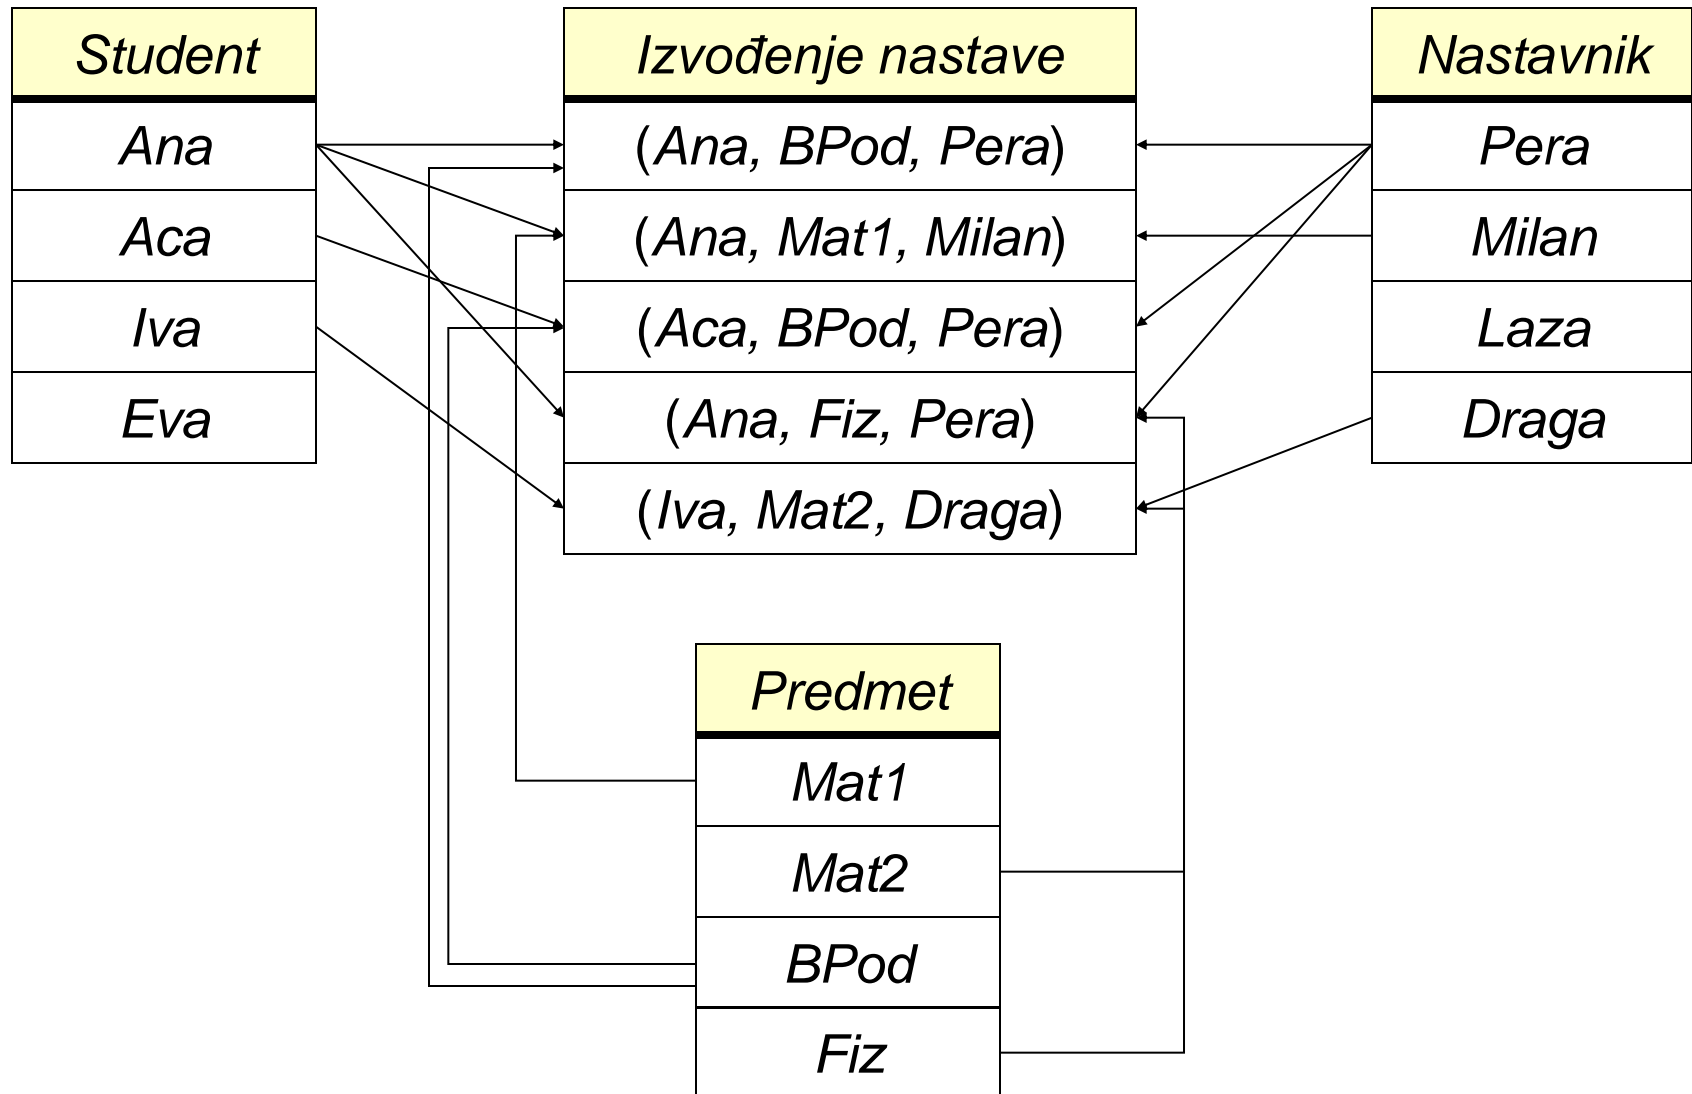 Student
Ana
Aca
Iva
Eva
Izvođenje nastave
(Ana, BPod, Pera)
(Ana, Mat1, Milan)
(Aca, BPod, Pera)
(Ana, Fiz, Pera)
(Iva, Mat2, Draga)
Nastavnik
Pera
Milan
Laza
Draga
Predmet
Mat1
Mat2
BPod
Fiz